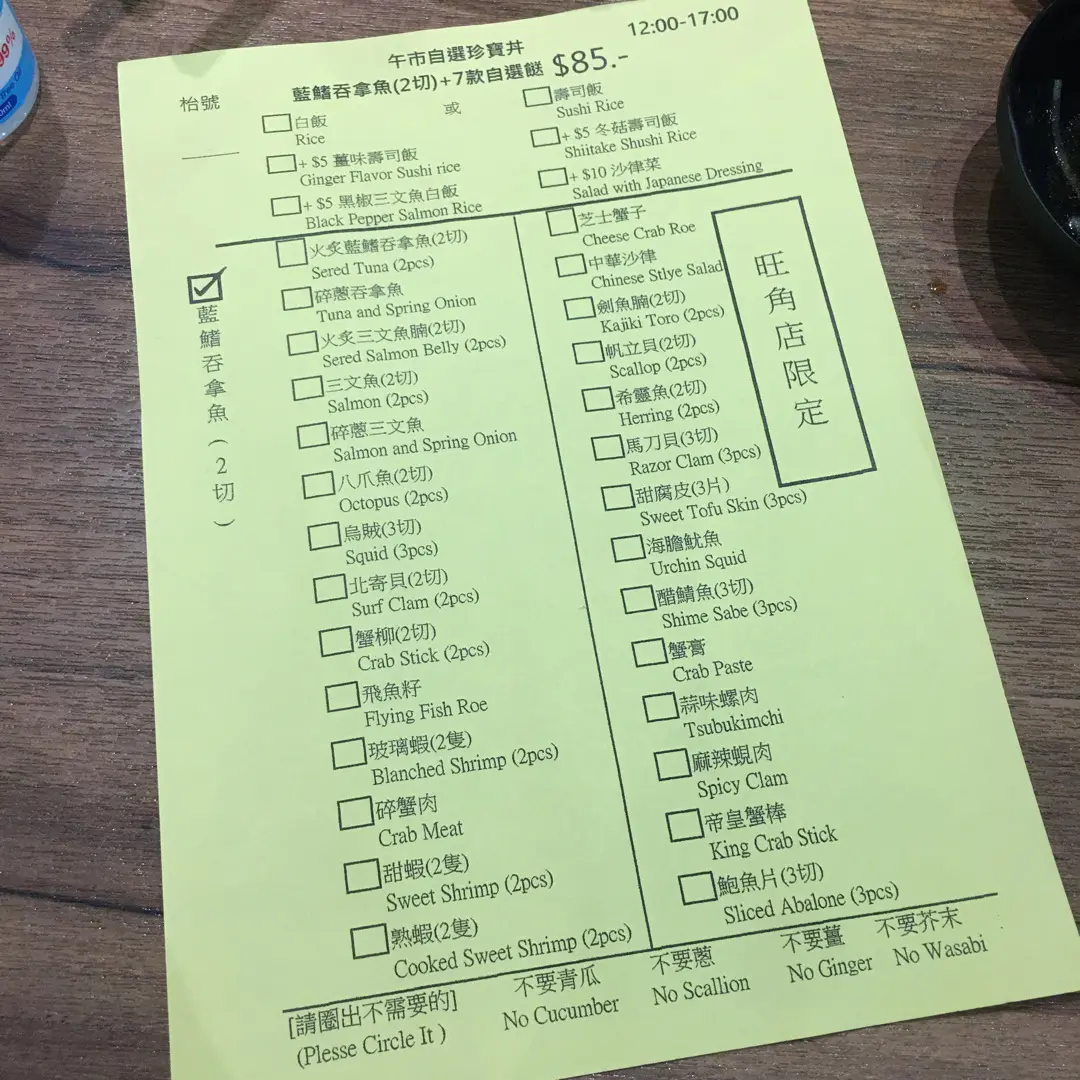 99%
12:00-17:00
午市自選珍寶丼
藍鰭吞拿魚(2切)+7款自選餸 $85.-
枱號
白飯
Rice
或
壽司飯
Sushi Rice
+ $5 薑味壽司飯
Ginger Flavor Sushi rice
+ $5 冬菇壽司飯
Shiitake Shushi Rice
+ $5 黑椒三文魚白飯
Black Pepper Salmon Rice
+ $10 沙律菜
Salad with Japanese Dressing
藍鰭吞拿魚(2切)
火炙藍鰭吞拿魚(2切)
Sered Tuna (2pcs)
碎蔥吞拿魚
Tuna and Spring Onion
火炙三文魚腩(2切)
Sered Salmon Belly (2pcs)
三文魚(2切)
Salmon (2pcs)
碎蔥三文魚
Salmon and Spring Onion
八爪魚(2切)
Octopus (2pcs)
烏賊(3切)
Squid (3pcs)
北寄貝(2切)
Surf Clam (2pcs)
蟹柳(2切)
Crab Stick (2pcs)
飛魚籽
Flying Fish Roe
玻璃蝦(2隻)
Blanched Shrimp (2pcs)
碎蟹肉
Crab Meat
甜蝦(2隻)
Sweet Shrimp (2pcs)
熟蝦(2隻)
Cooked Sweet Shrimp (2pcs)
芝士蟹子
Cheese Crab Roe
中華沙律
Chinese Stlye Salad
劍魚腩(2切)
Kajiki Toro (2pcs)
帆立貝(2切)
Scallop (2pcs)
希靈魚(2切)
Herring (2pcs)
馬刀貝(3切)
Razor Clam (3pcs)
甜腐皮(3片)
Sweet Tofu Skin (3pcs)
海膽魷魚
Urchin Squid
醋鯖魚(3切)
Shime Sabe (3pcs)
蟹膏
Crab Paste
蒜味螺肉
Tsubukimchi
麻辣蜆肉
Spicy Clam
帝皇蟹棒
King Crab Stick
鮑魚片(3切)
Sliced Abalone (3pcs)
旺角店限定
[請圈出不需要的]
(Plesse Circle It )
不要青瓜
No Cucumber
不要蔥
No Scallion
不要薑
No Ginger
不要芥末
No Wasabi